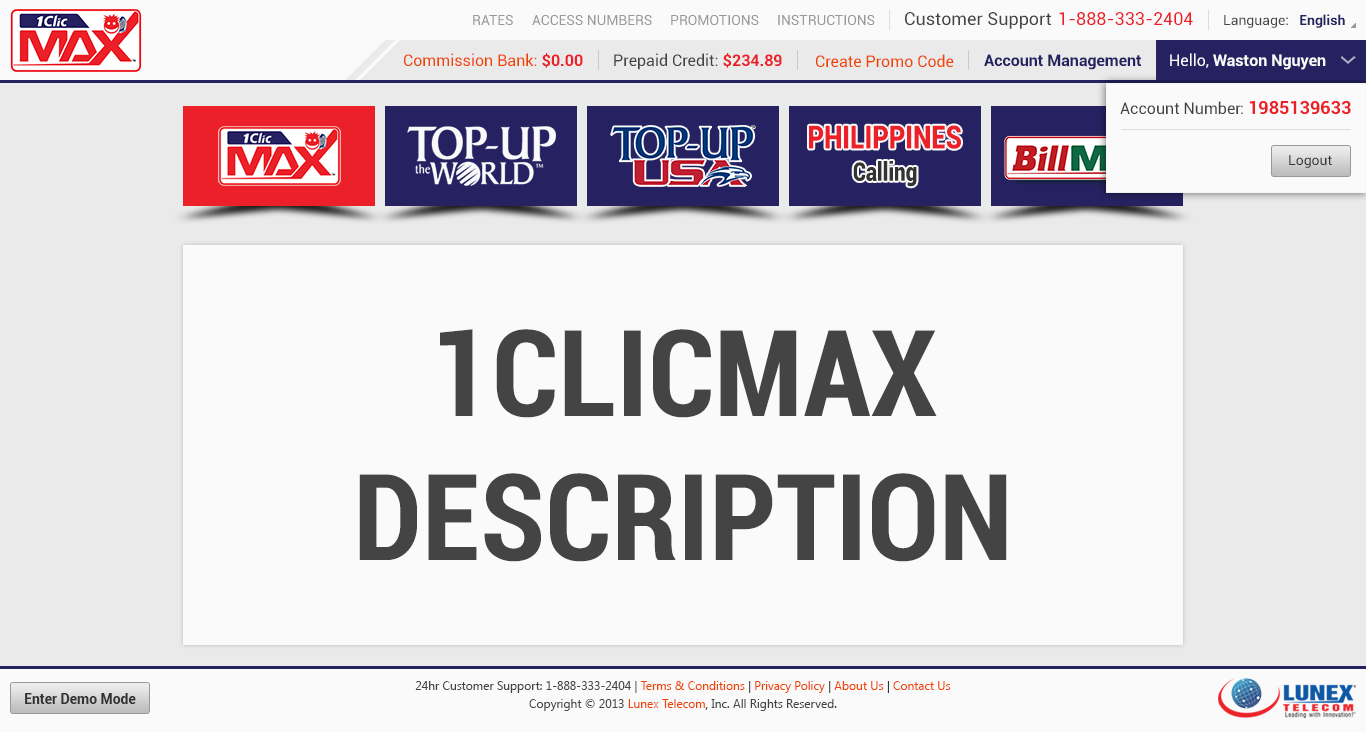 1Clic
MAX
RATES ACCESS NUMBERS PROMOTIONS INSTRUCTIONS Customer Support 1-888-333-2404 Language: English
Commission Bank: $0.00 Prepaid Credit: $234.89 Create Promo Code Account Management Hello, Waston Nguyen
Account Number: 1985139633
Logout
1Clic
MAX
TOP-UP
the WORLD™
TOP-UP
USA
PHILIPPINES
Calling
BillM
1CLICMAX
DESCRIPTION
Enter Demo Mode
24hr Customer Support: 1-888-333-2404 | Terms & Conditions | Privacy Policy | About Us | Contact Us
Copyright © 2013 Lunex Telecom, Inc. All Rights Reserved.
LUNEX
TELECOM
Leading with Innovation!